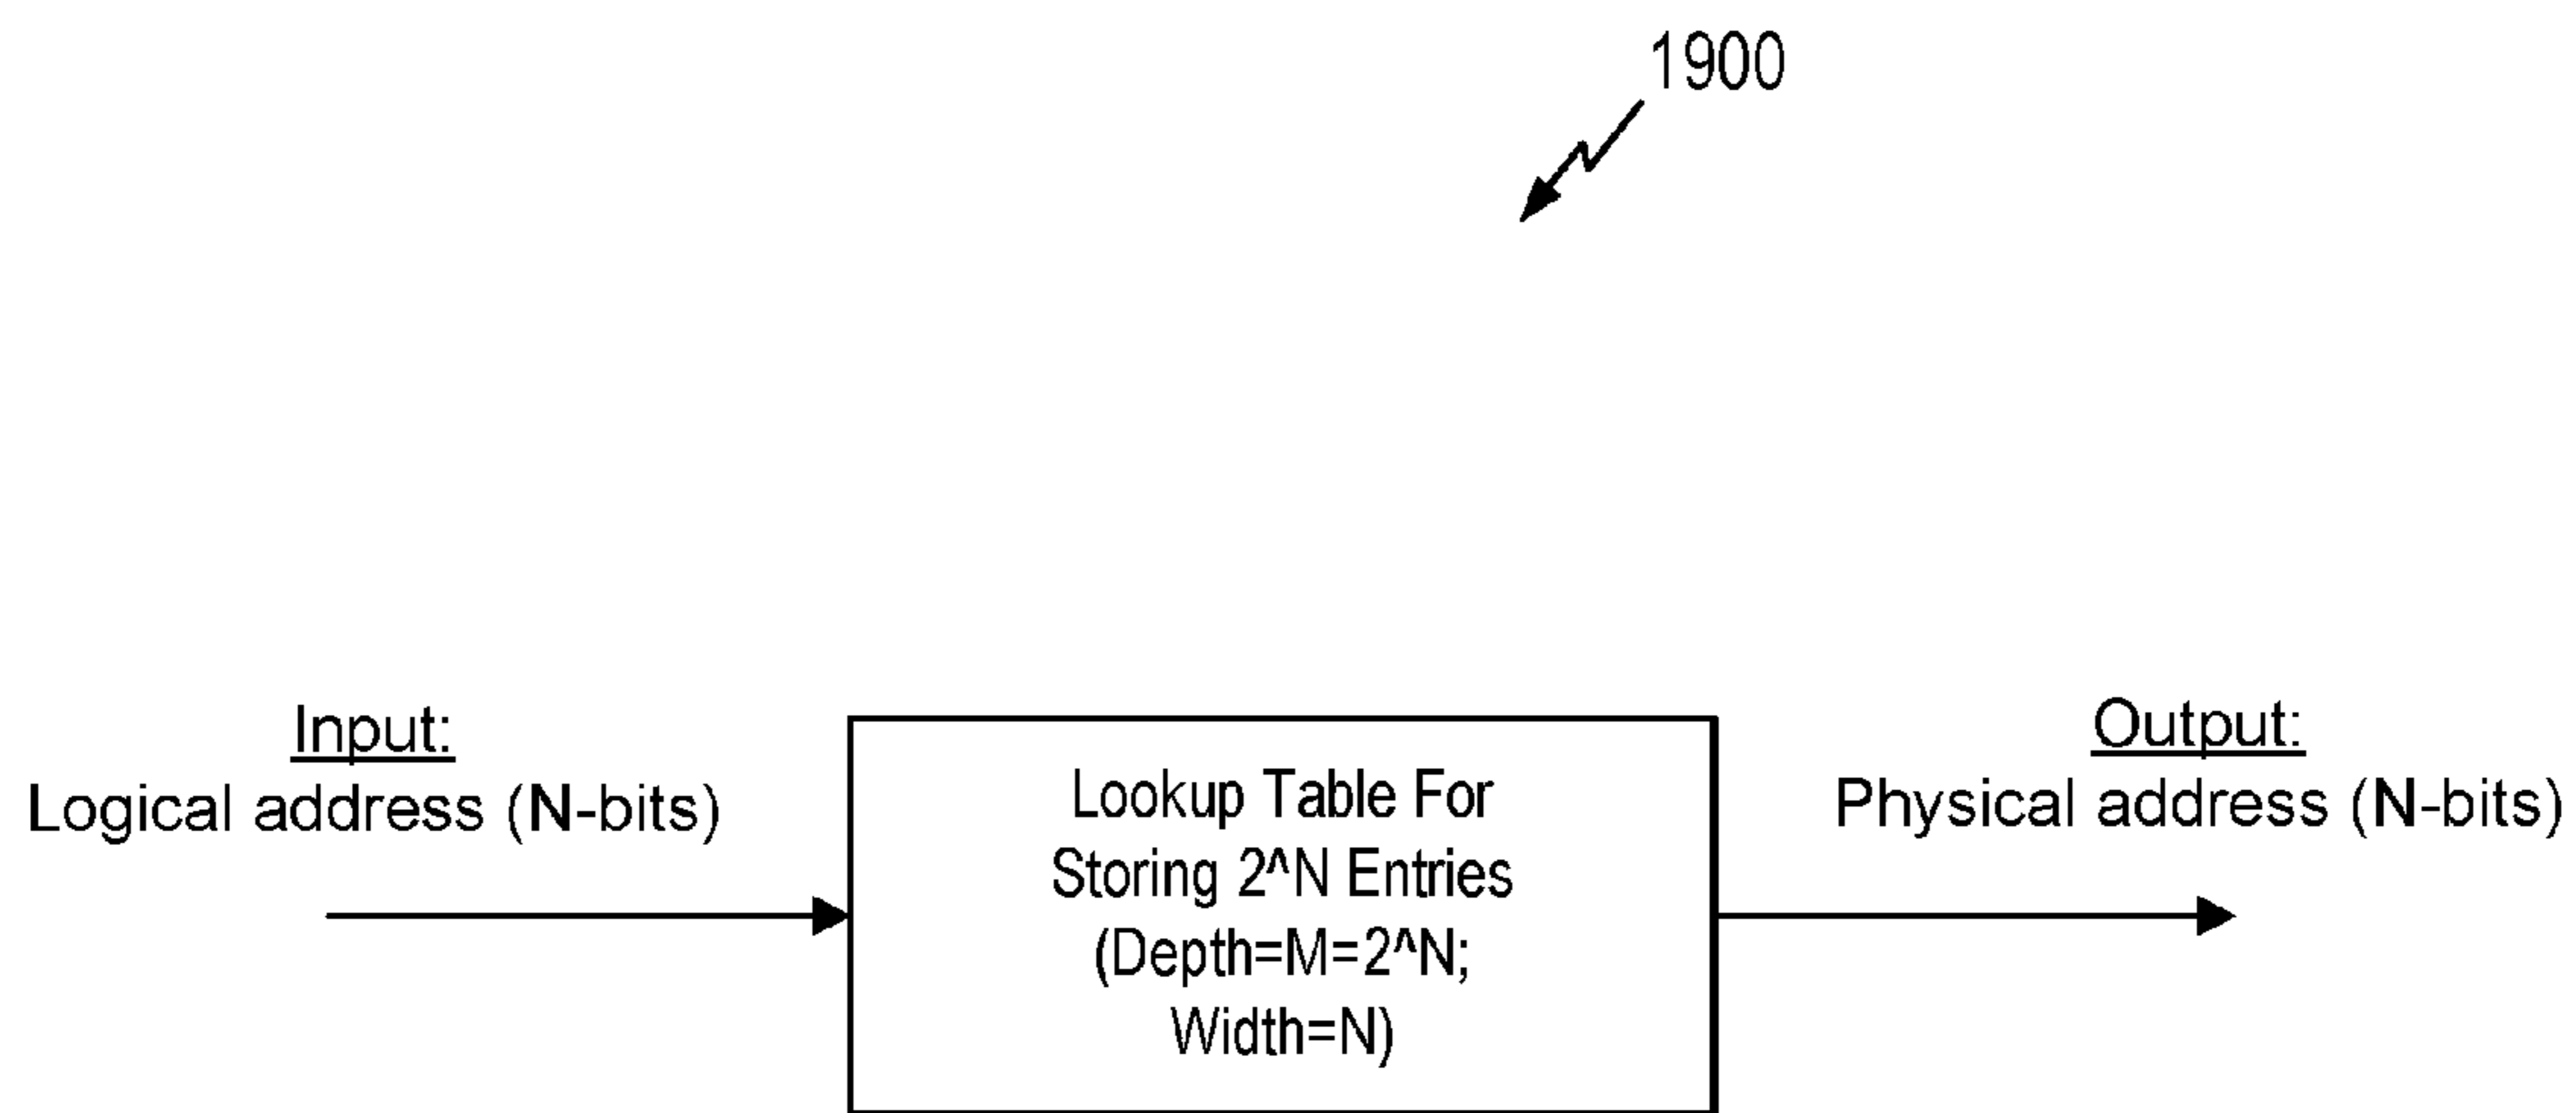 1900
Input:
Logical address (N-bits)
Lookup Table For
Storing 2^N Entries
(Depth=M=2^N;
Width=N)
Output:
Physical address (N-bits)